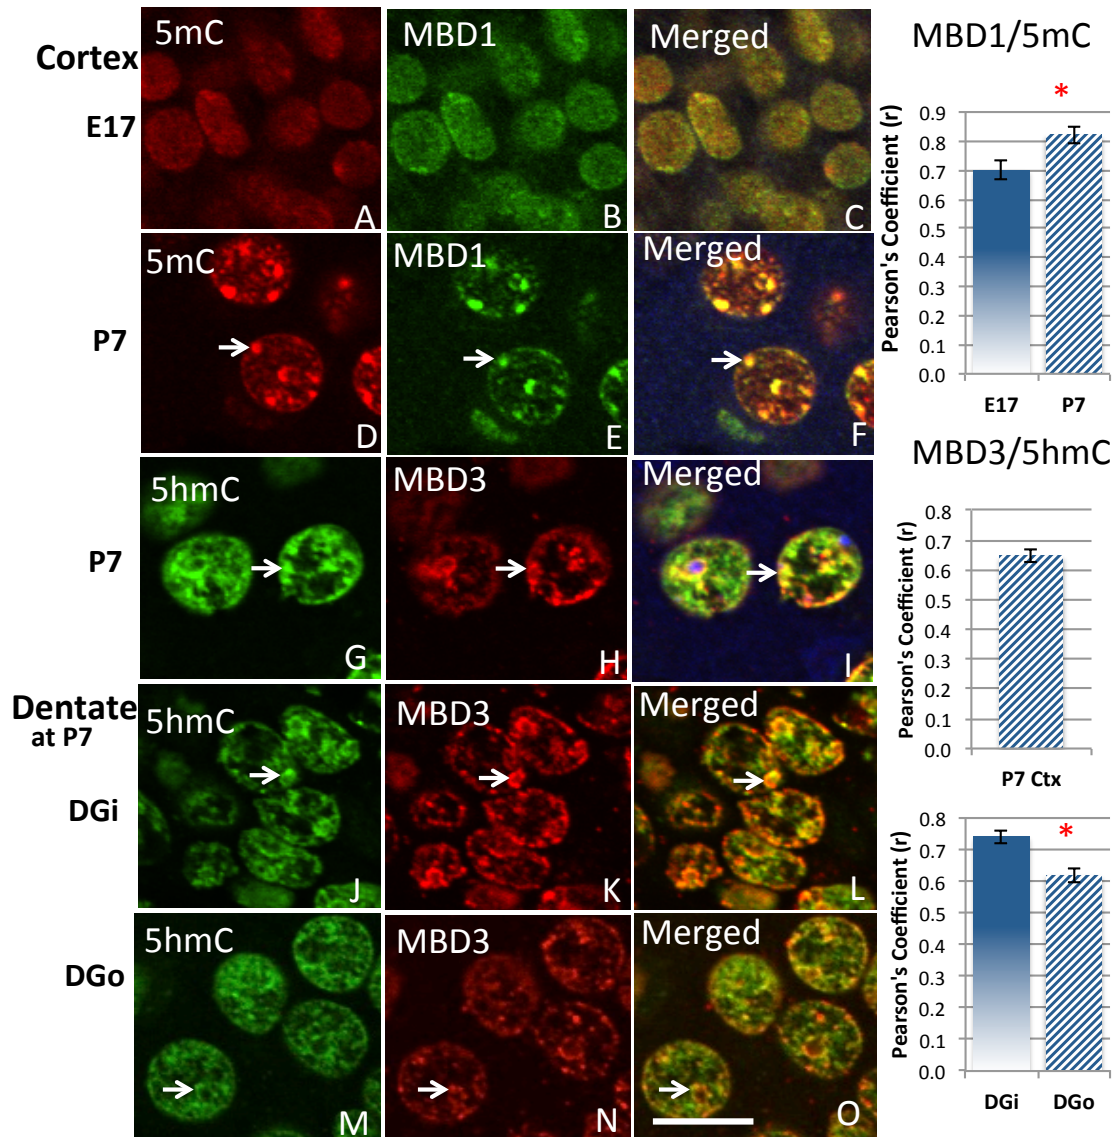 Cortex
E17
5mC
A
MBD1
B
Merged
C
P7
5mC
D
MBD1
E
Merged
F
P7
5hmC
G
MBD3
H
Merged
I
Dentate
at P7
DGi
5hmC
J
MBD3
K
Merged
L
DGo
5hmC
M
MBD3
N
Merged
O
MBD1/5mC
*
Pearson's Coefficient (r)
0.9
0.8
0.7
0.6
0.5
0.4
0.3
0.2
0.1
0.0
E17 P7
MBD3/5hmC
Pearson's Coefficient (r)
0.8
0.7
0.6
0.5
0.4
0.3
0.2
0.1
0.0
P7 Ctx
*
Pearson's Coefficient (r)
0.8
0.7
0.6
0.5
0.4
0.3
0.2
0.1
0.0
DGi DGo